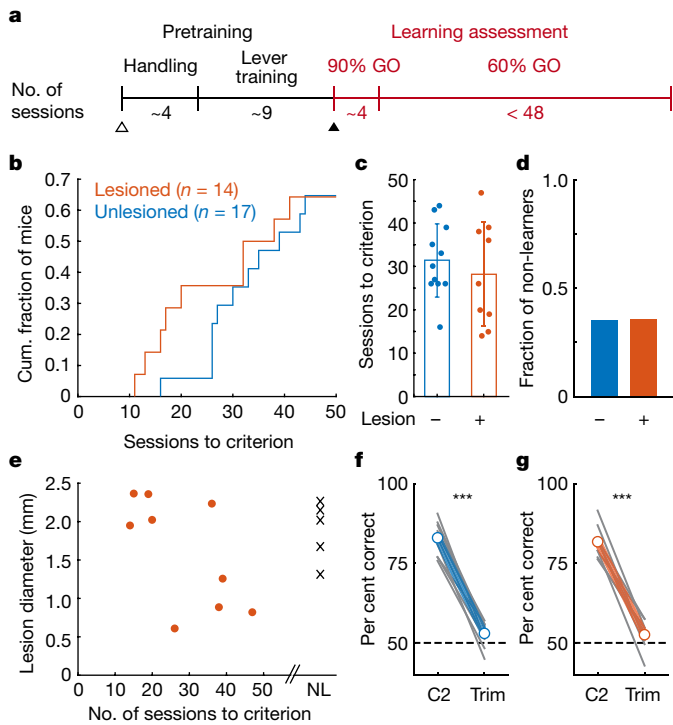 a
Pretraining
Learning assessment
Handling
Lever
training
90% GO
60% GO
No. of
sessions
~4
~9
~4
< 48
b
Cum. fraction of mice
0.7
0.6
0.5
0.4
0.3
0.2
0.1
0
Lesioned (n = 14)
Unlesioned (n = 17)
0 10 20 30 40 50
Sessions to criterion
c
Sessions to criterion
50
40
30
20
10
0
Lesion – +
d
Fraction of non-learners
1.0
0.5
0
– +
e
Lesion diameter (mm)
2.5
2.0
1.5
1.0
0.5
0
0 10 20 30 40 50 NL
No. of sessions to criterion
f
Per cent correct
100
75
50
***
C2 Trim
g
Per cent correct
100
75
50
***
C2 Trim